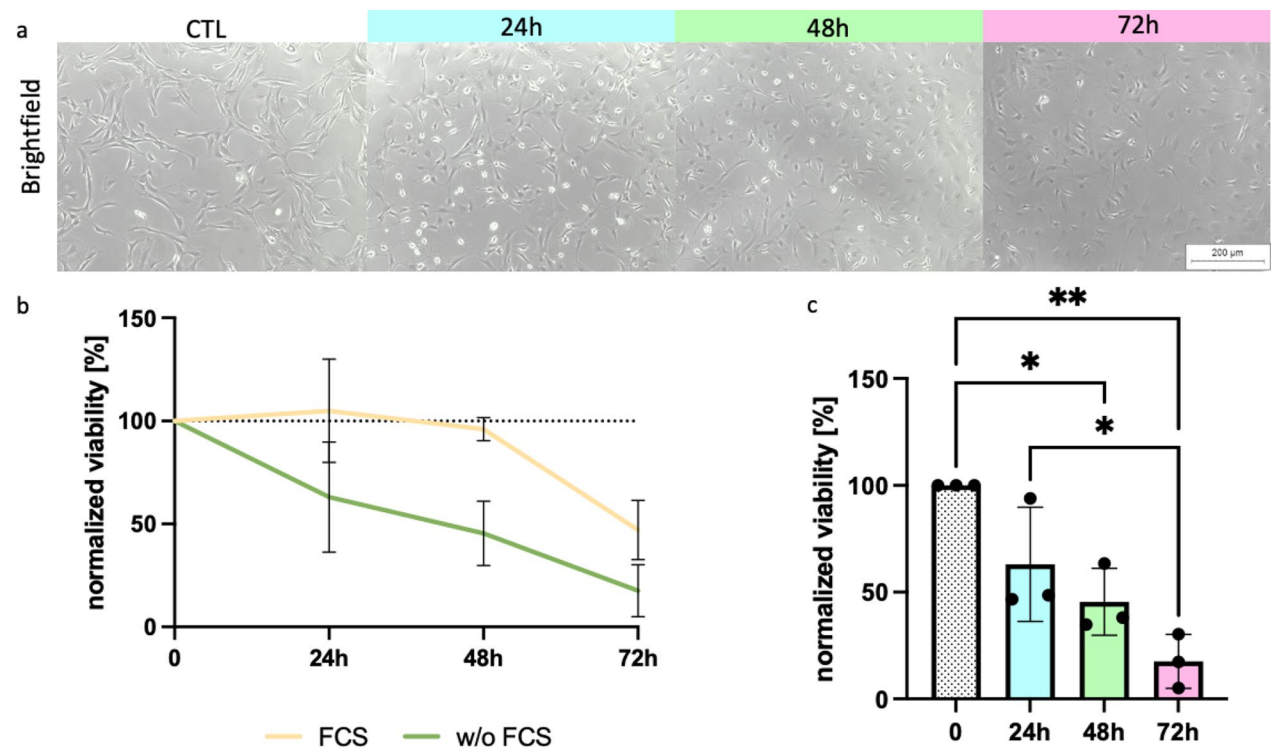 a
CTL 24h 48h 72h
Brightfield
200 µm
b
normalized viability [%]
150
100
50
0
0 24h 48h 72h
FCS w/o FCS
c
**
*
*
normalized viability [%]
150
100
50
0
0 24h 48h 72h